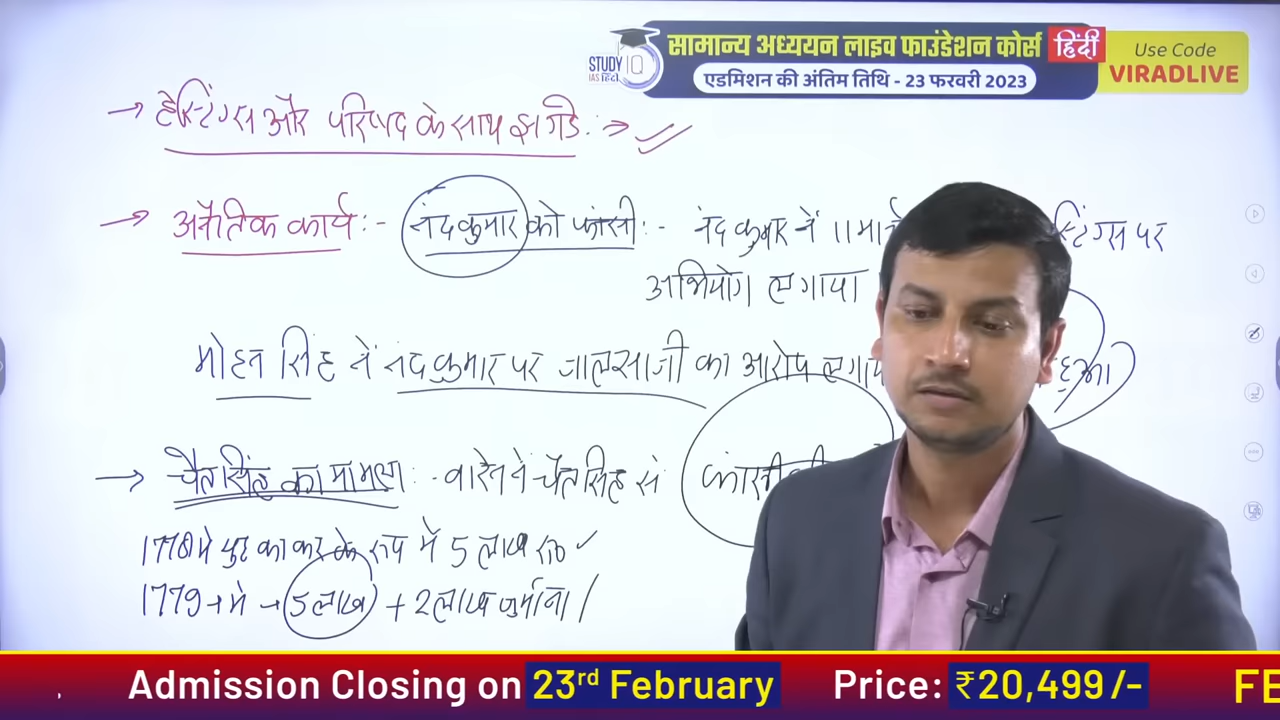 STUDY IQ
IAS हिंदी
सामान्य अध्ययन लाइव फाउंडेशन कोर्स हिंदी
एडमिशन की अंतिम तिथि - 23 फरवरी 2023
Use Code
VIRADLIVE
→ हेस्टिंग्स और परिषद के साथ झगडे :→
→ अनैतिक कार्य :- नंदकुमार को फांसी :- नंद कुमार नें 11 मा स्टिंग्स पर
अभियोग लगाया
मोहन सिंह नें नंदकुमार पर जालसाजी का आरोप लगाय हुआ
→ चैतसिंह का मामला :- वारेन ने चैतसिंह सें फांसी
1778 में युद्ध का कर के रूप में 5 लाख रु०
1779 में → 5 लाख + 2 लाख जुर्माना /
Admission Closing on 23rd February Price: ₹20,499/- FE